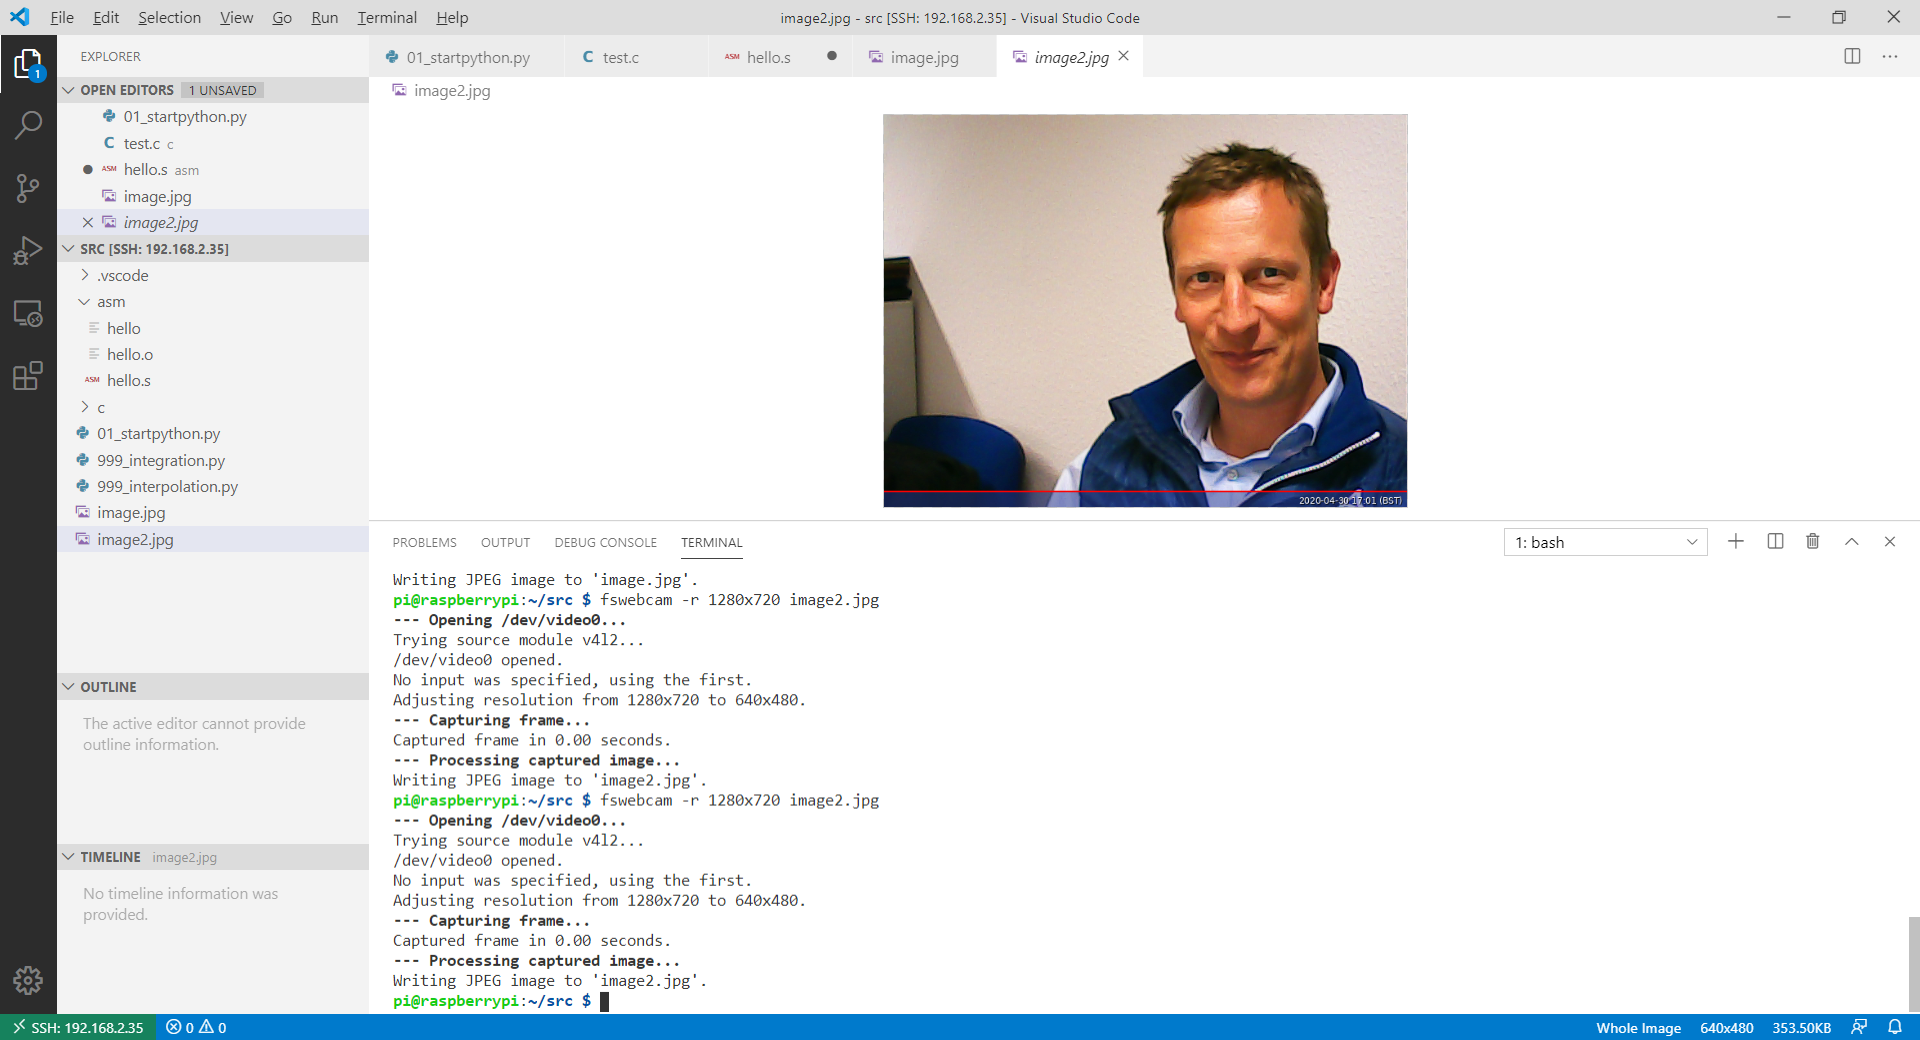 File Edit Selection View Go Run Terminal Help
image2.jpg - src [SSH: 192.168.2.35] - Visual Studio Code
EXPLORER
1
OPEN EDITORS 1 UNSAVED
01_startpython.py
test.c c
ASM hello.s asm
image.jpg
image2.jpg
SRC [SSH: 192.168.2.35]
.vscode
asm
hello
hello.o
ASM hello.s
c
01_startpython.py
999_integration.py
999_interpolation.py
image.jpg
image2.jpg
OUTLINE
The active editor cannot provide
outline information.
TIMELINE image2.jpg
No timeline information was
provided.
01_startpython.py
C test.c
ASM hello.s
image.jpg
image2.jpg
image2.jpg
2020-04-30 17:01 (BST)
PROBLEMS OUTPUT DEBUG CONSOLE TERMINAL
1: bash
Writing JPEG image to 'image.jpg'.
pi@raspberrypi:~/src $ fswebcam -r 1280x720 image2.jpg
--- Opening /dev/video0...
Trying source module v4l2...
/dev/video0 opened.
No input was specified, using the first.
Adjusting resolution from 1280x720 to 640x480.
--- Capturing frame...
Captured frame in 0.00 seconds.
--- Processing captured image...
Writing JPEG image to 'image2.jpg'.
pi@raspberrypi:~/src $ fswebcam -r 1280x720 image2.jpg
--- Opening /dev/video0...
Trying source module v4l2...
/dev/video0 opened.
No input was specified, using the first.
Adjusting resolution from 1280x720 to 640x480.
--- Capturing frame...
Captured frame in 0.00 seconds.
--- Processing captured image...
Writing JPEG image to 'image2.jpg'.
pi@raspberrypi:~/src $
SSH: 192.168.2.35 0 0
Whole Image 640x480 353.50KB